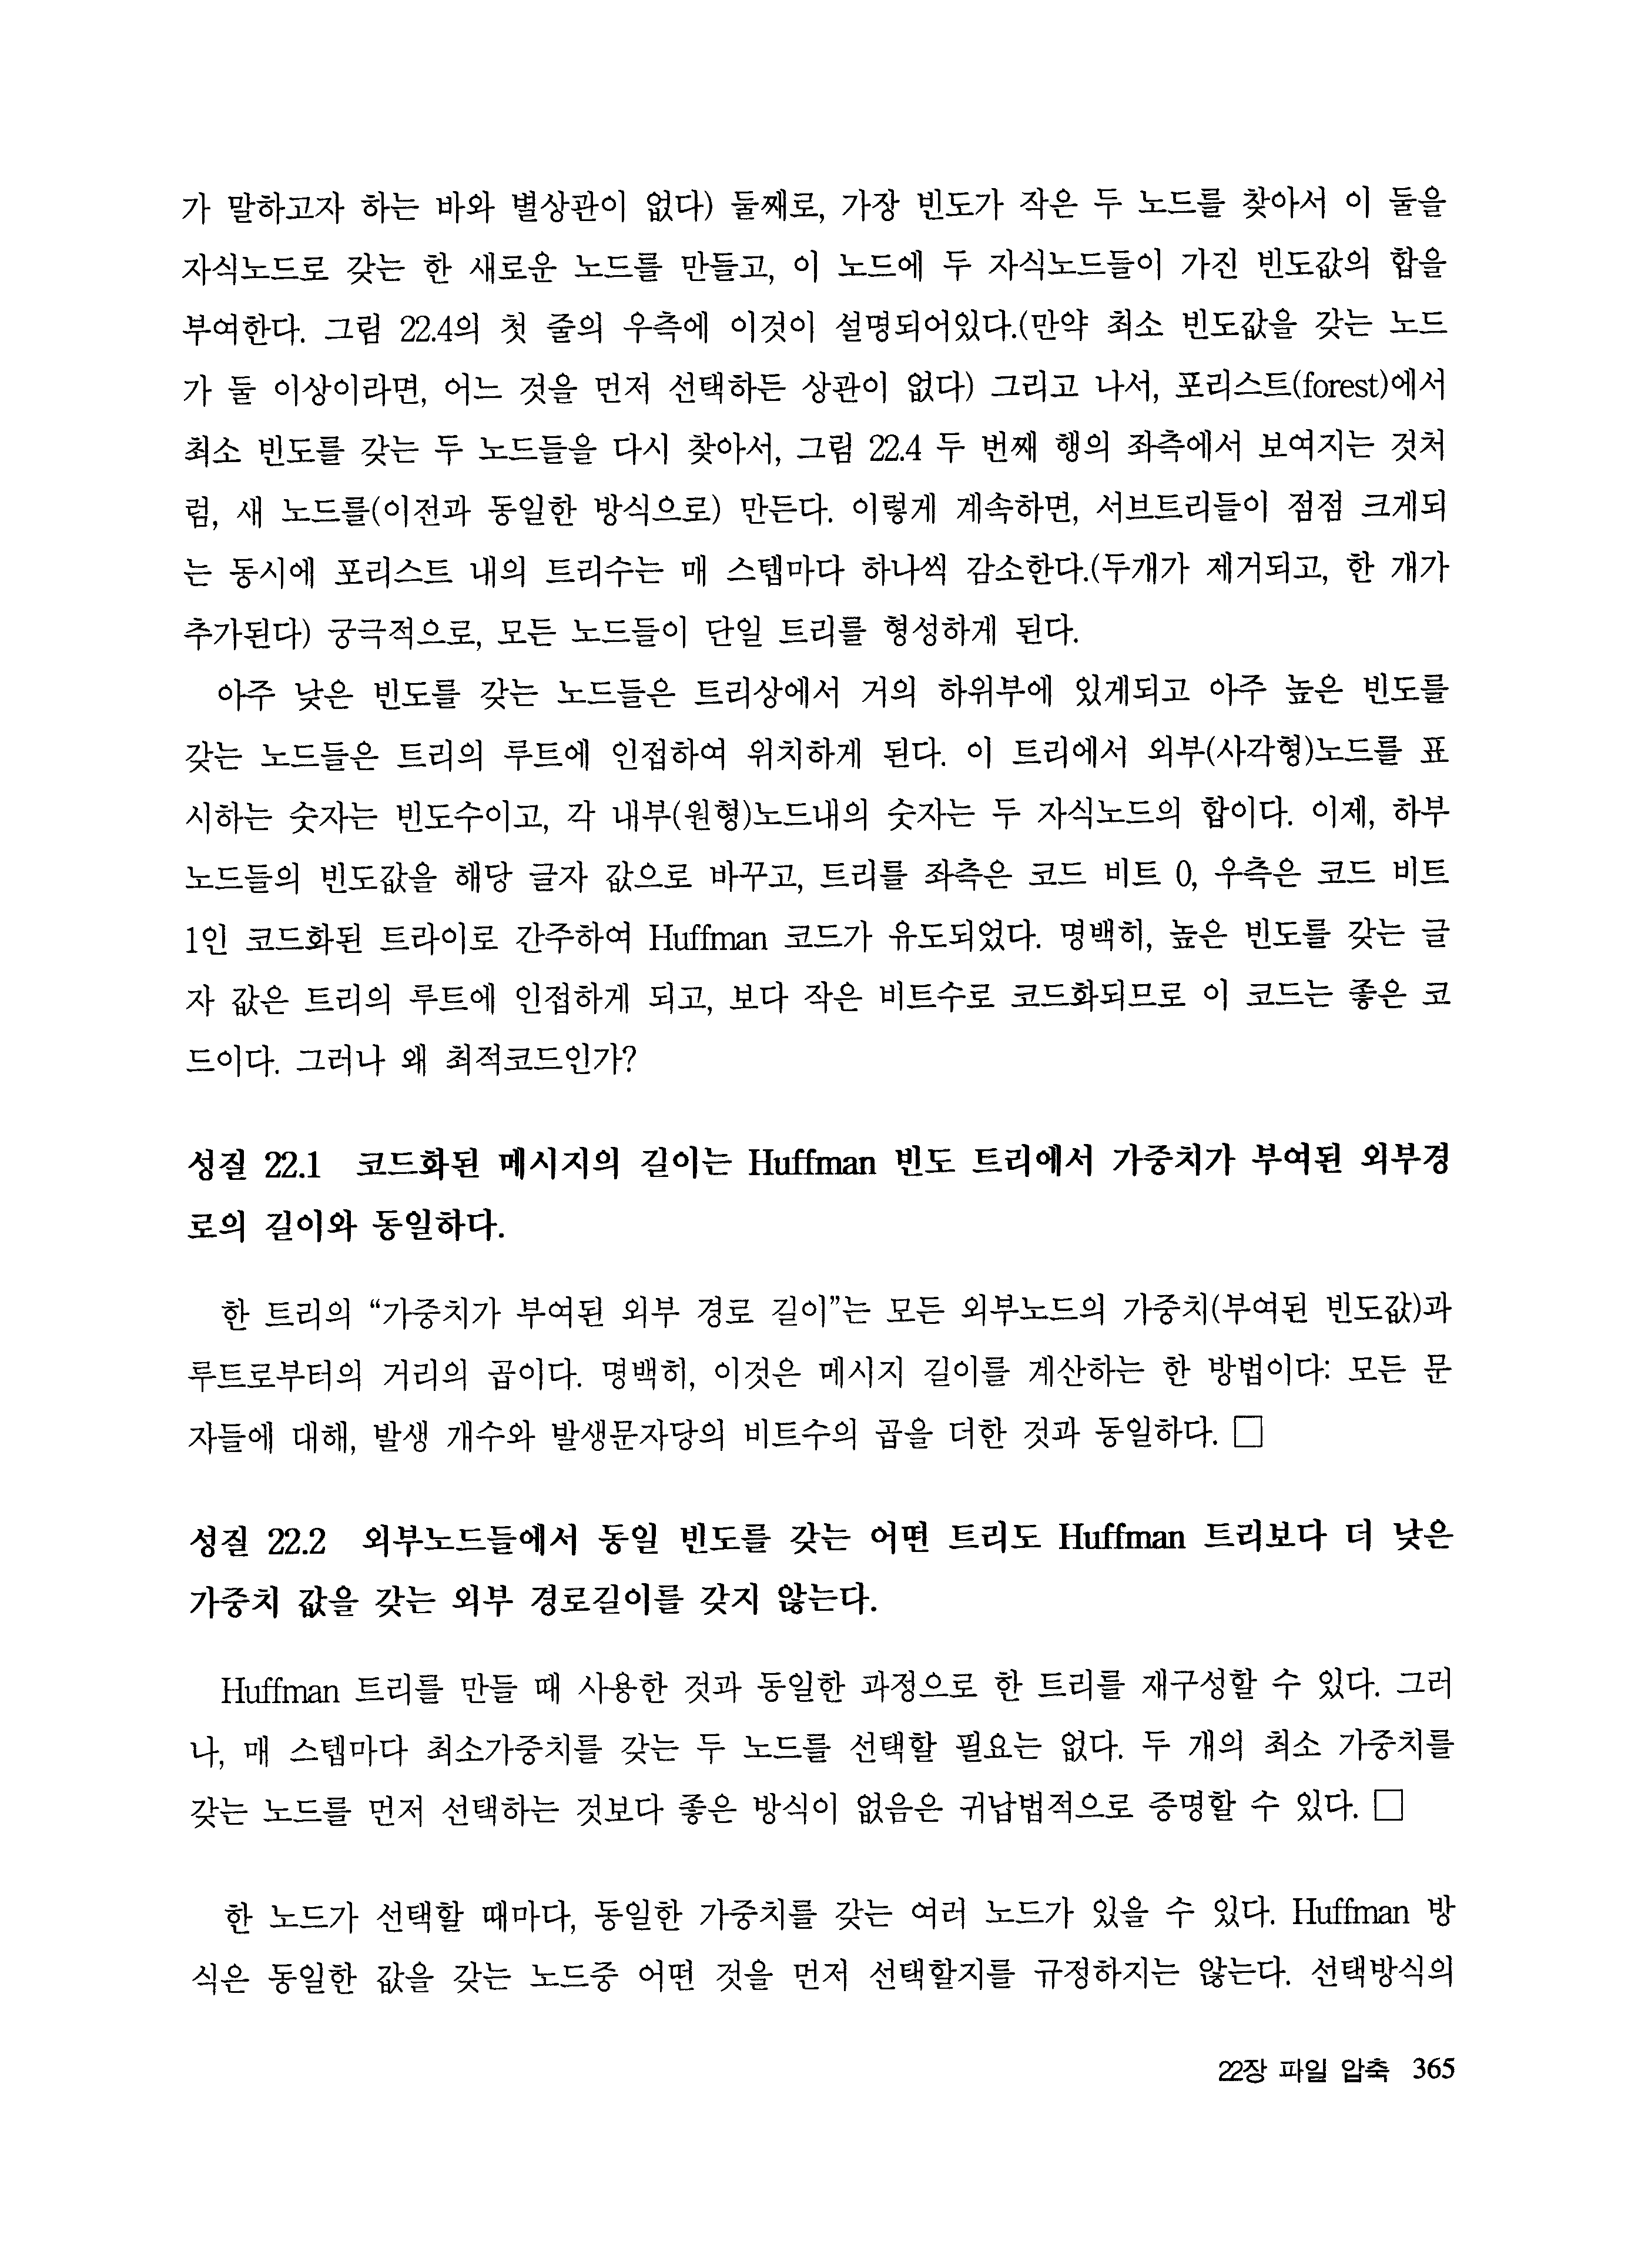 가 말하고자 하는 바와 별상관이 없다) 둘째로, 가장 빈도가 작은 두 노드를 찾아서 이 둘을
자식노드로 갖는 한 새로운 노드를 만들고, 이 노드에 두 자식노드들이 가진 빈도값의 합을
부여한다. 그림 22.4의 첫 줄의 우측에 이것이 설명되어있다.(만약 최소 빈도값을 갖는 노드
가 둘 이상이라면, 어느 것을 먼저 선택하든 상관이 없다) 그리고 나서, 포리스트(forest)에서
최소 빈도를 갖는 두 노드들을 다시 찾아서, 그림 22.4 두 번째 행의 좌측에서 보여지는 것처
럼, 새 노드를(이전과 동일한 방식으로) 만든다. 이렇게 계속하면, 서브트리들이 점점 크게되
는 동시에 포리스트 내의 트리수는 매 스텝마다 하나씩 감소한다.(두개가 제거되고, 한 개가
추가된다) 궁극적으로, 모든 노드들이 단일 트리를 형성하게 된다.
아주 낮은 빈도를 갖는 노드들은 트리상에서 거의 하위부에 있게되고 아주 높은 빈도를
갖는 노드들은 트리의 루트에 인접하여 위치하게 된다. 이 트리에서 외부(사각형)노드를 표
시하는 숫자는 빈도수이고, 각 내부(원형)노드내의 숫자는 두 자식노드의 합이다. 이제, 하부
노드들의 빈도값을 해당 글자 값으로 바꾸고, 트리를 좌측은 코드 비트 0, 우측은 코드 비트
1인 코드화된 트라이로 간주하여 Huffman 코드가 유도되었다. 명백히, 높은 빈도를 갖는 글
자 값은 트리의 루트에 인접하게 되고, 보다 작은 비트수로 코드화되므로 이 코드는 좋은 코
드이다. 그러나 왜 최적코드인가?
성질 22.1 코드화된 메시지의 길이는 Huffman 빈도 트리에서 가중치가 부여된 외부경
로의 길이와 동일하다.
한 트리의 “가중치가 부여된 외부 경로 길이”는 모든 외부노드의 가중치(부여된 빈도값)과
루트로부터의 거리의 곱이다. 명백히, 이것은 메시지 길이를 계산하는 한 방법이다: 모든 문
자들에 대해, 발생 개수와 발생문자당의 비트수의 곱을 더한 것과 동일하다. □
성질 22.2 외부노드들에서 동일 빈도를 갖는 어떤 트리도 Huffman 트리보다 더 낮은
가중치 값을 갖는 외부 경로길이를 갖지 않는다.
Huffman 트리를 만들 때 사용한 것과 동일한 과정으로 한 트리를 재구성할 수 있다. 그러
나, 매 스텝마다 최소가중치를 갖는 두 노드를 선택할 필요는 없다. 두 개의 최소 가중치를
갖는 노드를 먼저 선택하는 것보다 좋은 방식이 없음은 귀납법적으로 증명할 수 있다. □
한 노드가 선택할 때마다, 동일한 가중치를 갖는 여러 노드가 있을 수 있다. Huffman 방
식은 동일한 값을 갖는 노드중 어떤 것을 먼저 선택할지를 규정하지는 않는다. 선택방식의
22장 파일 압축 365